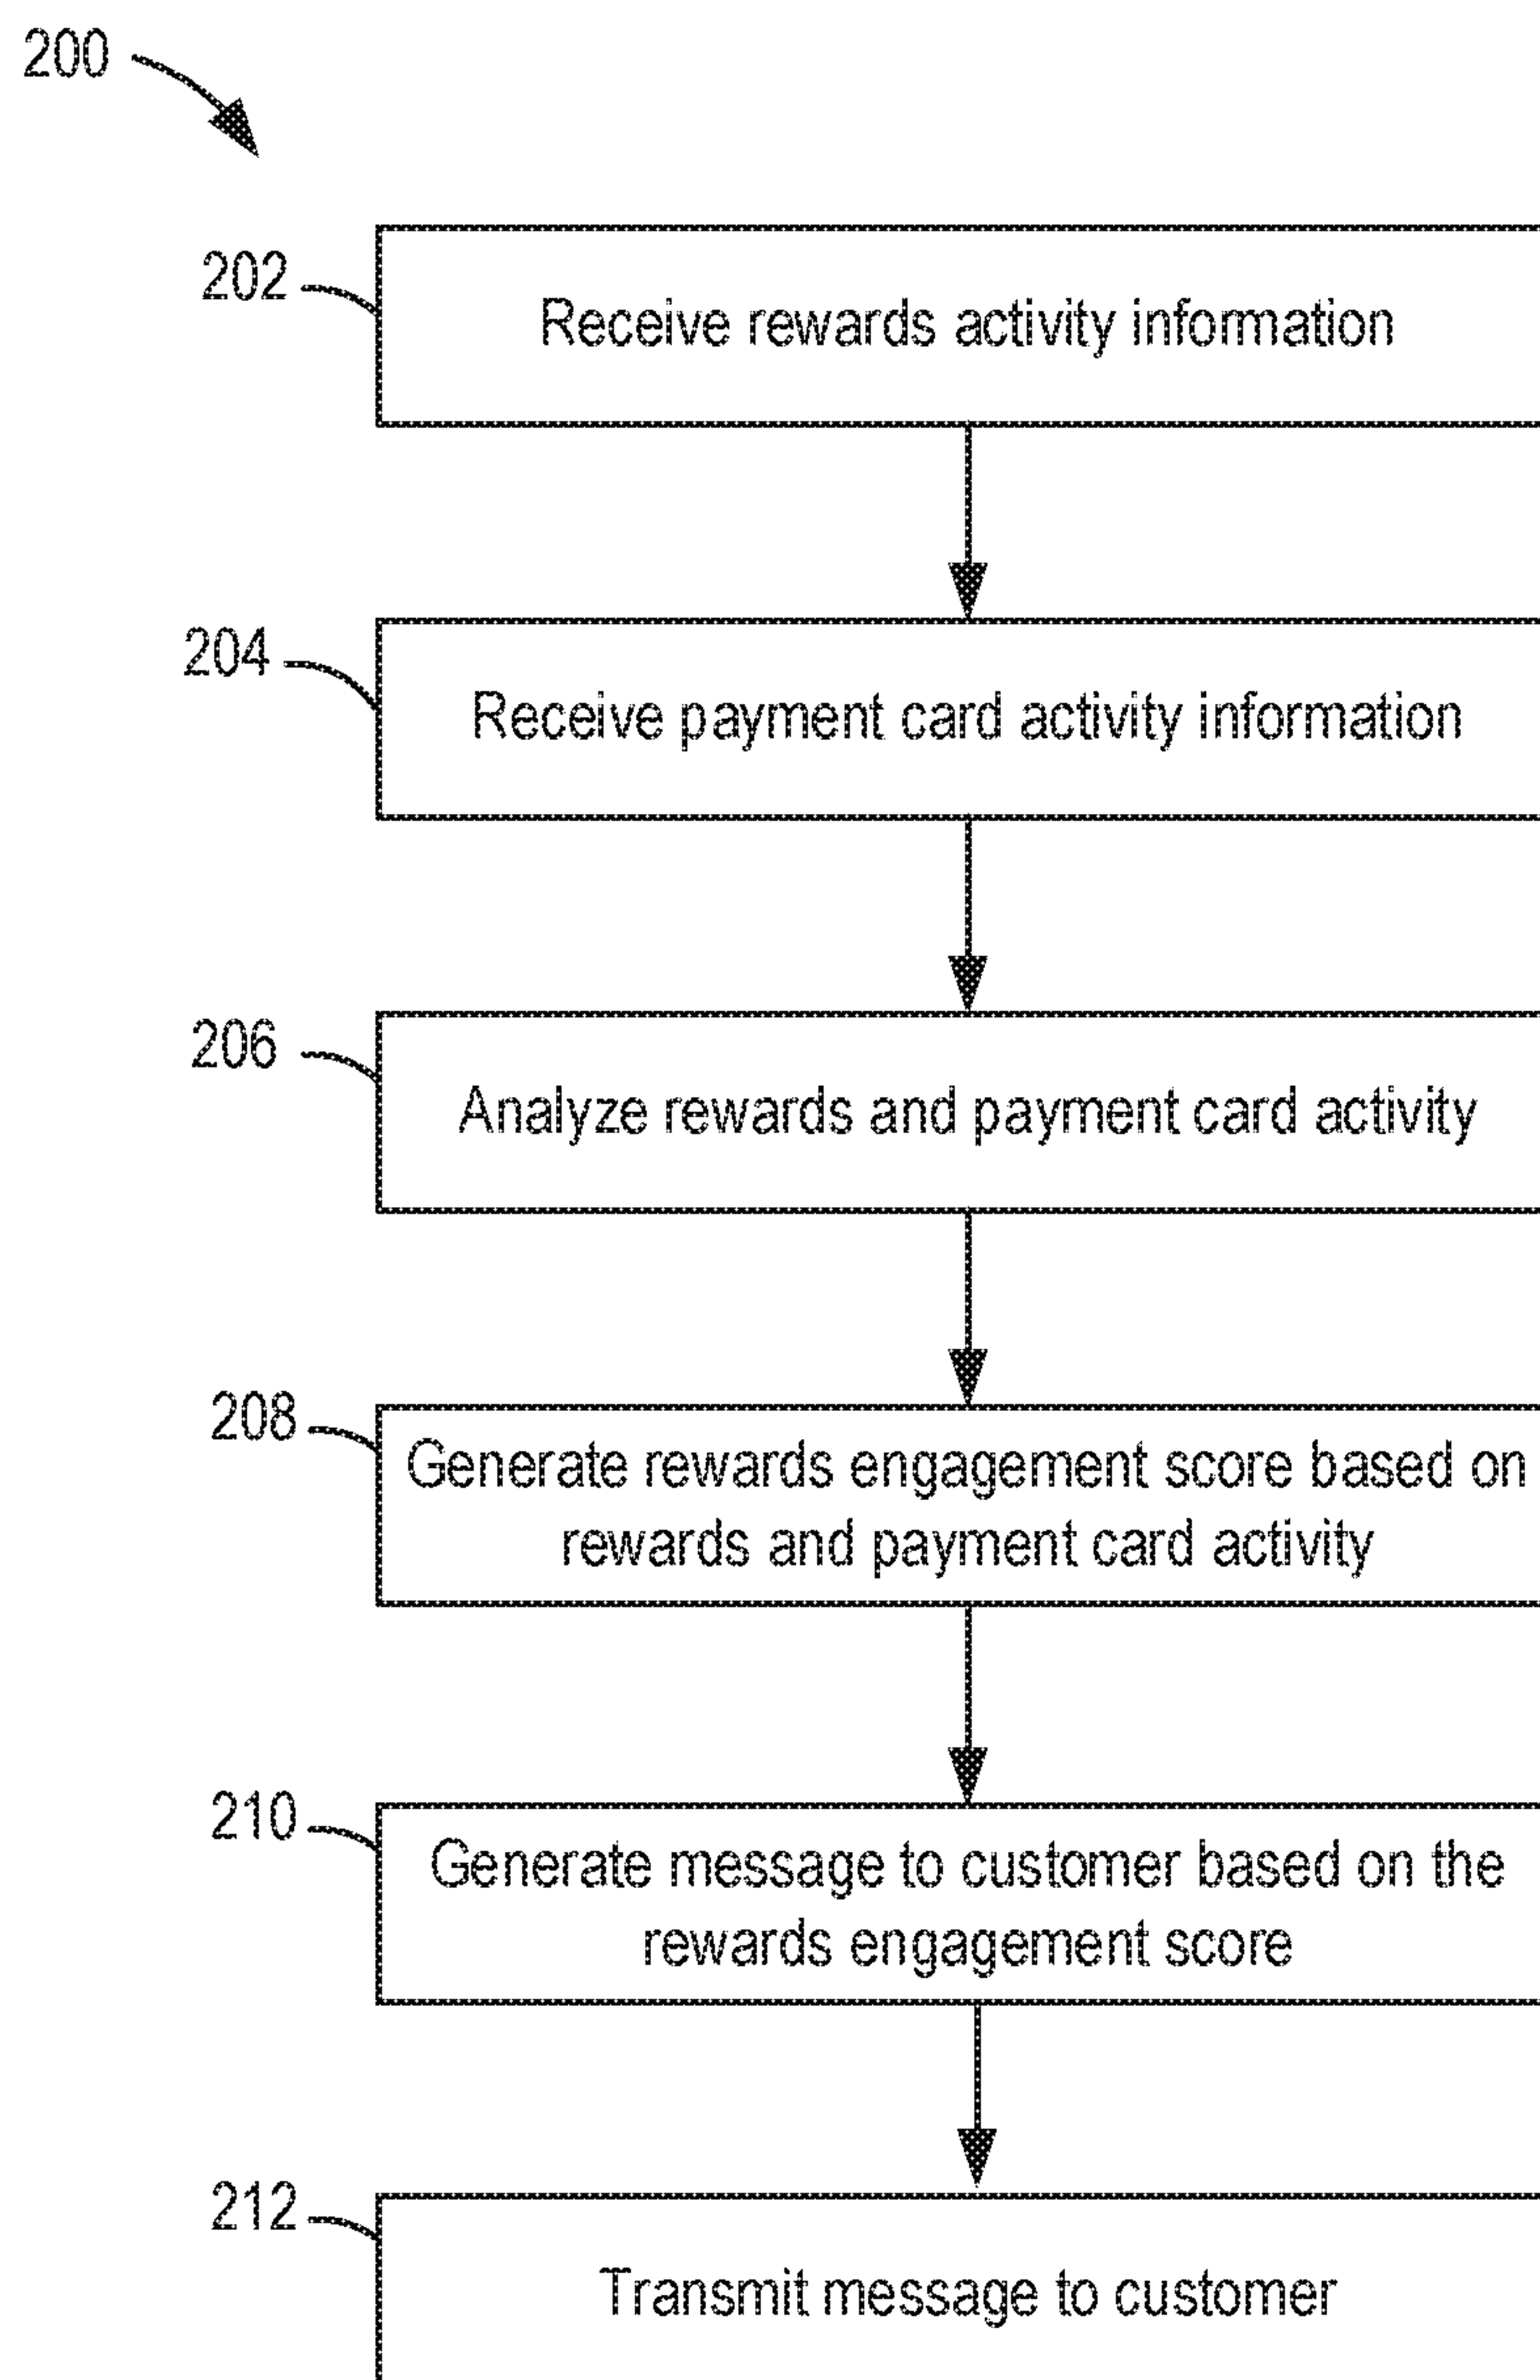 200
202
Receive rewards activity information
204
Receive payment card activity information
206
Analyze rewards and payment card activity
208
Generate rewards engagement score based on
rewards and payment card activity
210
Generate message to customer based on the
rewards engagement score
212
Transmit message to customer